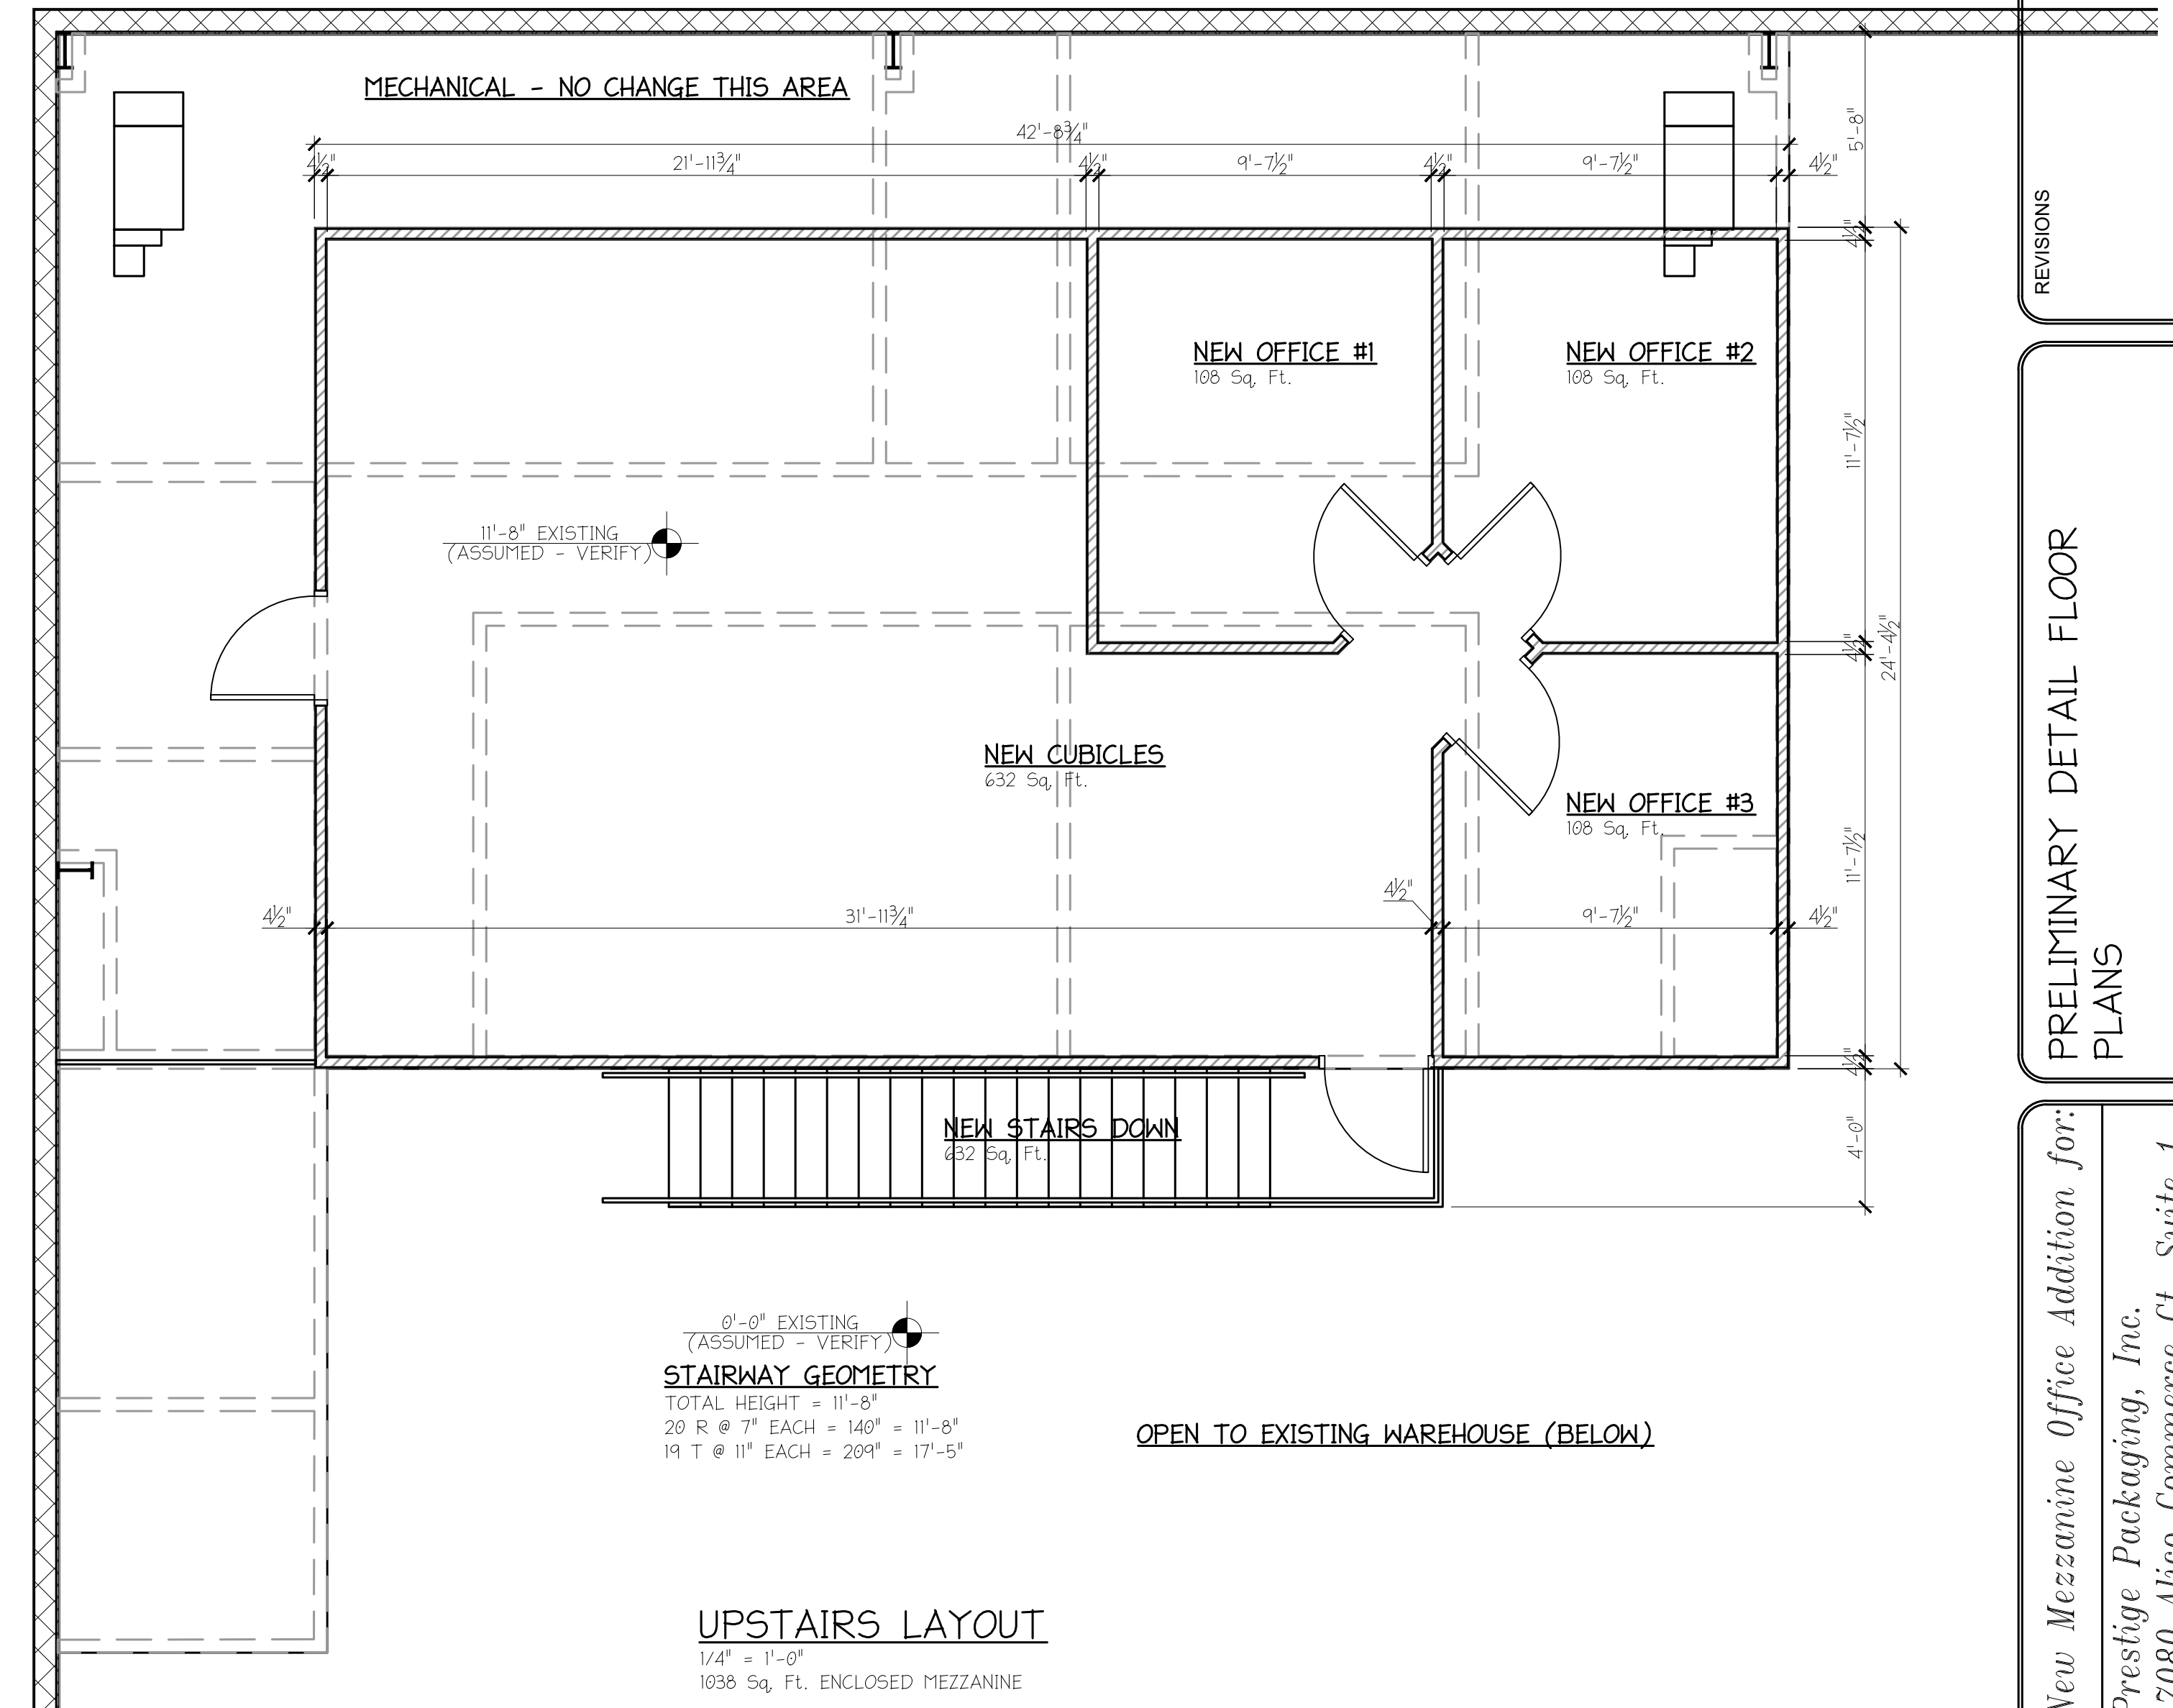 MECHANICAL - NO CHANGE THIS AREA
42'-8¾"
4½"
21'-11¾"
4½"
9'-7½"
4½"
9'-7½"
4½"
5'-8"
4½"
11'-7½"
4½"
24'-4½"
11'-7½"
4½"
4'-0"
NEW OFFICE #1
108 Sq. Ft.
NEW OFFICE #2
108 Sq. Ft.
11'-8" EXISTING
(ASSUMED - VERIFY)
NEW CUBICLES
632 Sq. Ft.
NEW OFFICE #3
108 Sq. Ft.
4½"
31'-11¾"
4½"
9'-7½"
4½"
NEW STAIRS DOWN
632 Sq. Ft.
0'-0" EXISTING
(ASSUMED - VERIFY)
STAIRWAY GEOMETRY
TOTAL HEIGHT = 11'-8"
20 R @ 7" EACH = 140" = 11'-8"
19 T @ 11" EACH = 209" = 17'-5"
OPEN TO EXISTING WAREHOUSE (BELOW)
UPSTAIRS LAYOUT
1/4" = 1'-0"
1038 Sq. Ft. ENCLOSED MEZZANINE
REVISIONS
PRELIMINARY DETAIL FLOOR
PLANS
New Mezzanine Office Addition for:
Prestige Packaging, Inc.
Commerce Ct. Suite 1